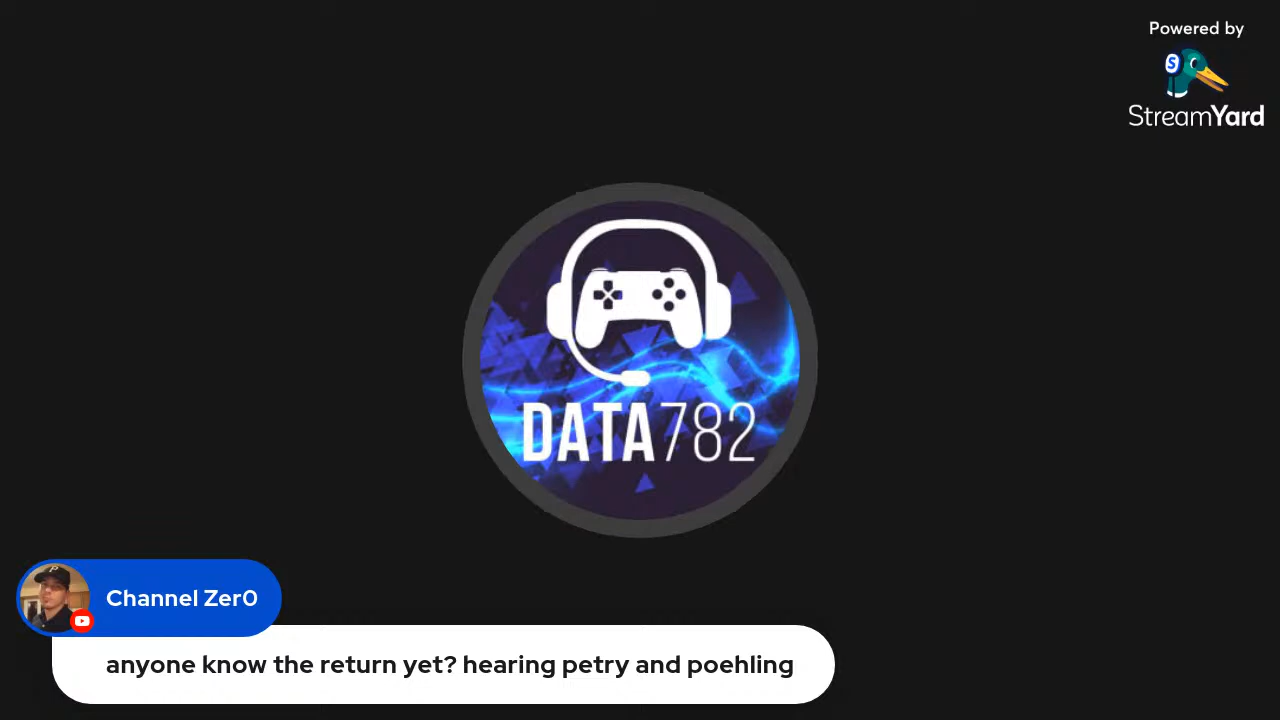 Powered by
StreamYard
DATA782
Channel Zer0
anyone know the return yet? hearing petry and poehling